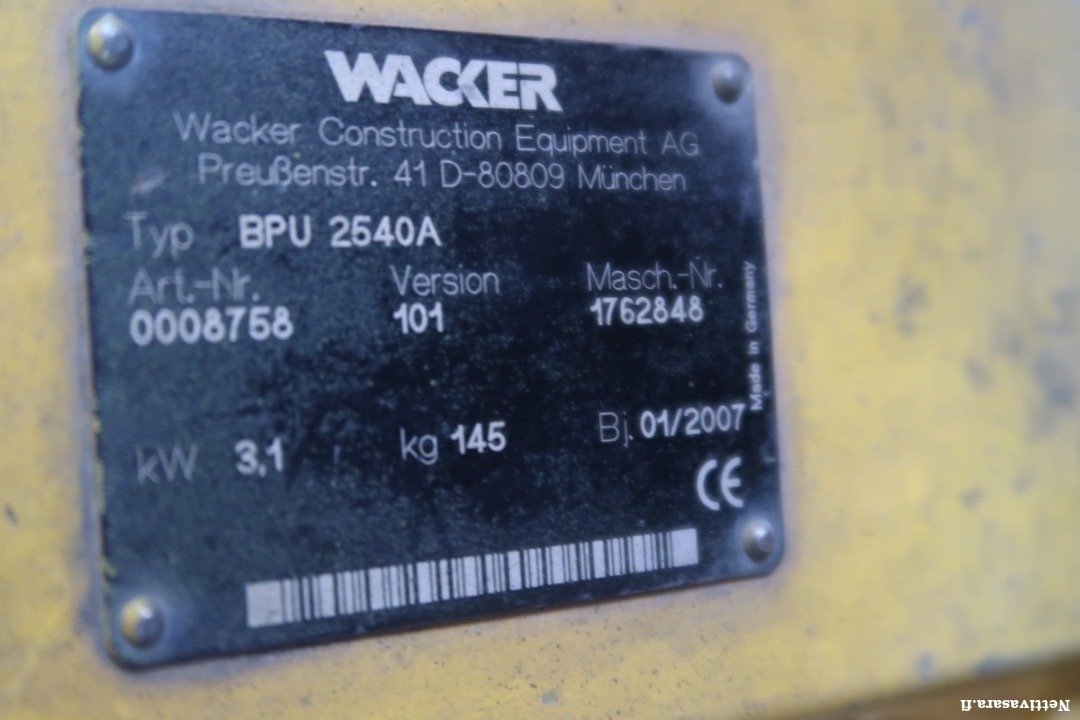 WACKER
Wacker Construction Equipment AG
Preußenstr. 41 D-80809 München
Typ BPU 2540A
Art.-Nr. Version Masch.-Nr.
0008758 101 1762848
Made in Germany
kW 3,1 kg 145 Bj. 01/2007
CE
Nettivasara.fi